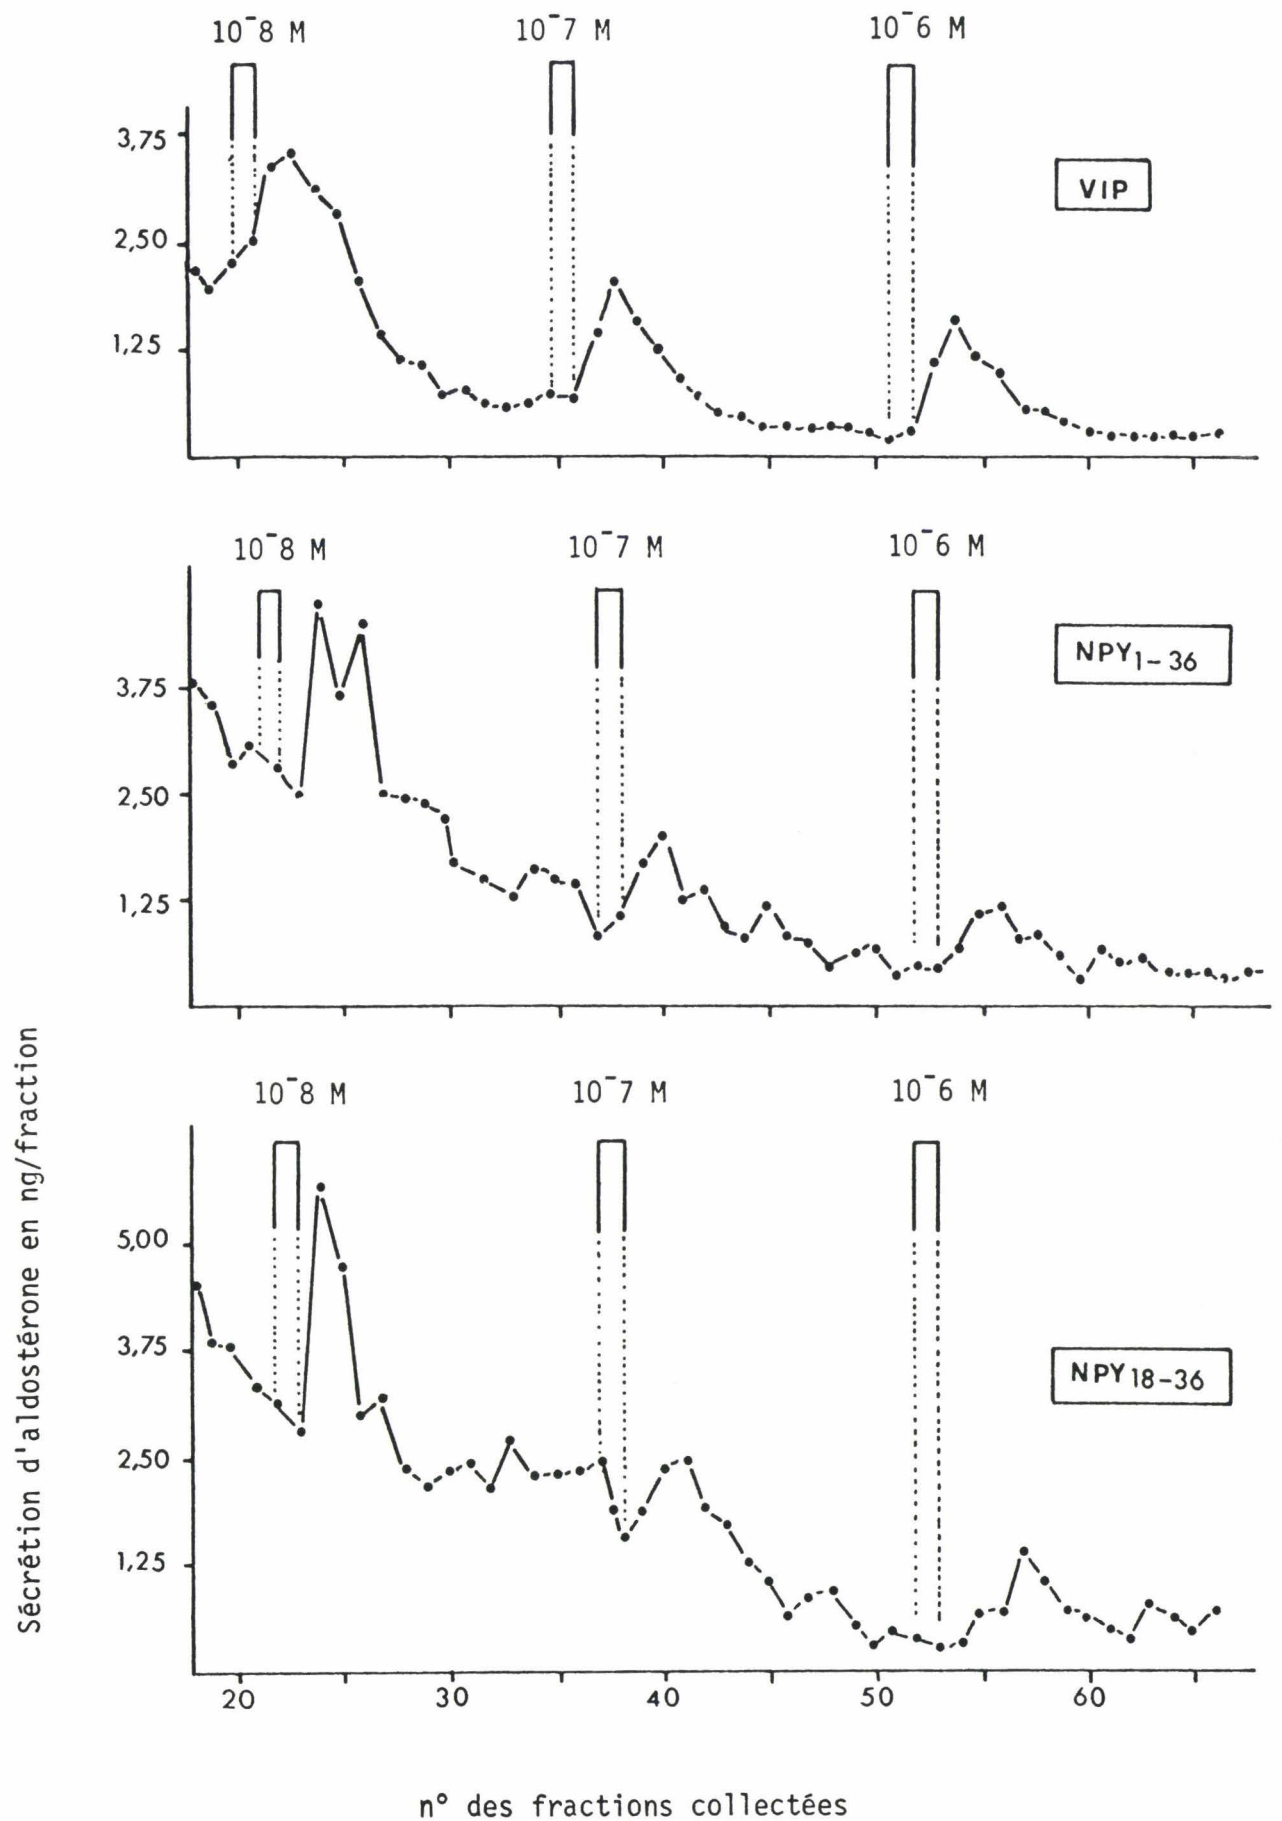 10⁻8 M 10⁻7 M 10⁻6 M
3,75
VIP
2,50
1,25
10⁻8 M 10⁻7 M 10⁻6 M
NPY1-36
3,75
2,50
1,25
10⁻8 M 10⁻7 M 10⁻6 M
5,00
3,75
NPY18-36
2,50
1,25
20 30 40 50 60
Sécrétion d'aldostérone en ng/fraction
n° des fractions collectées